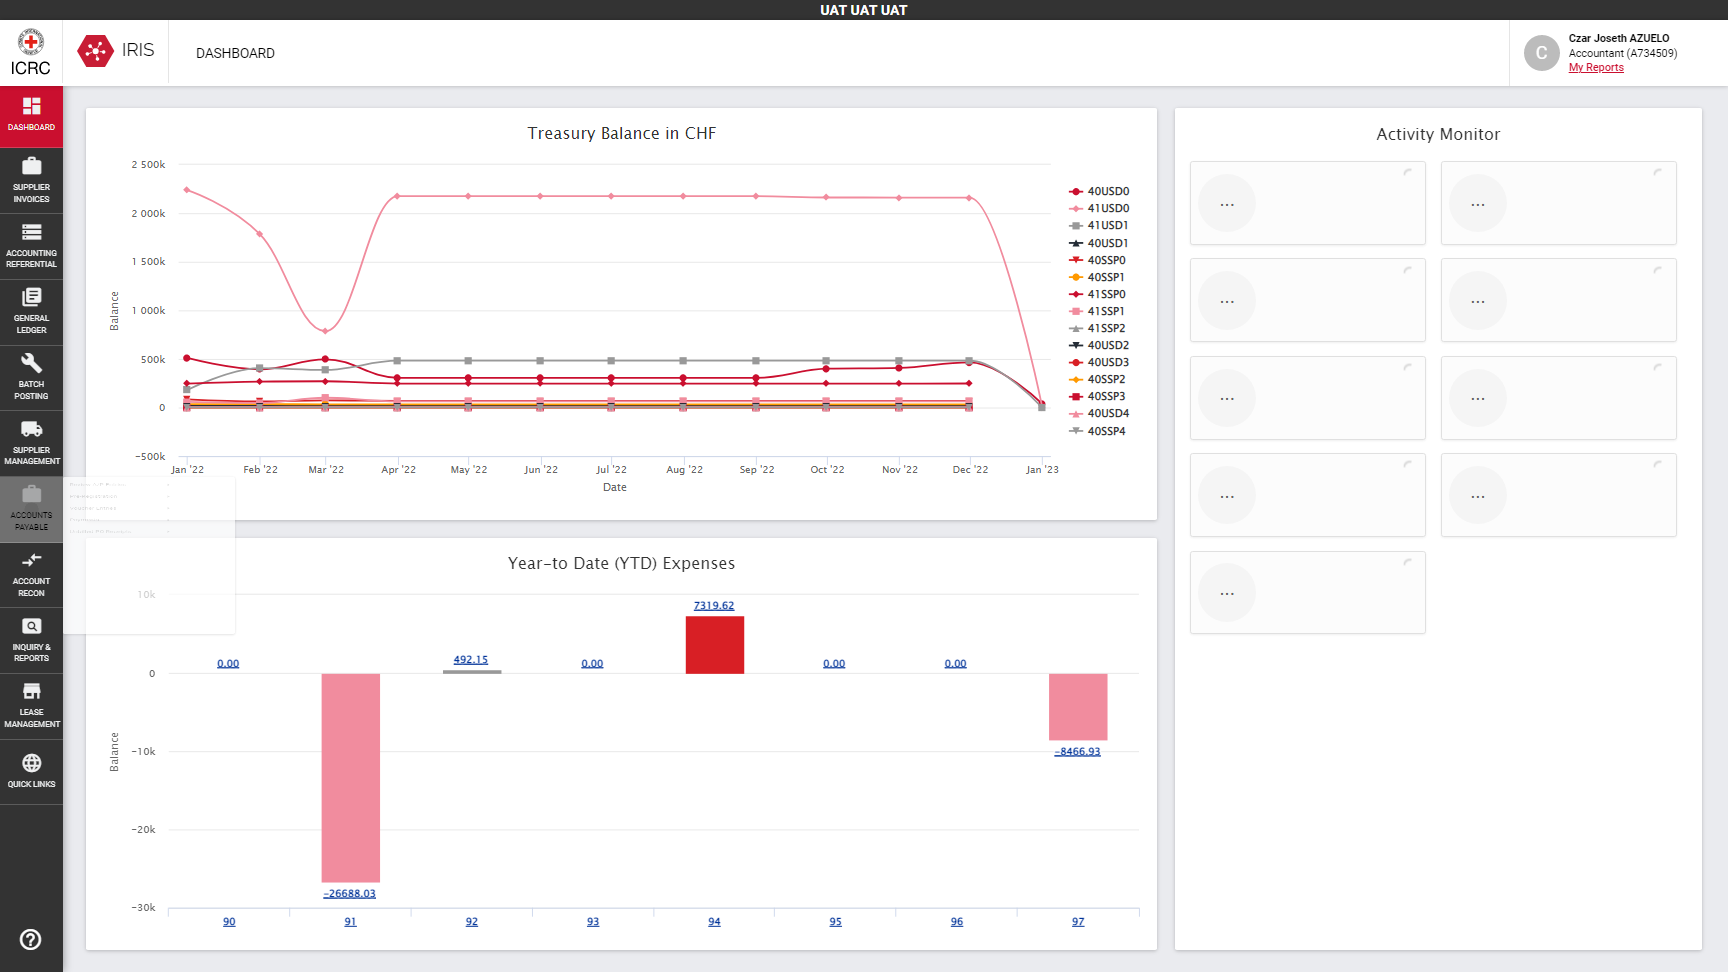 UAT UAT UAT
ICRC
IRIS
DASHBOARD
Czar Joseth AZUELO
Accountant (A734509)
My Reports
C
DASHBOARD
SUPPLIER
INVOICES
ACCOUNTING
REFERENTIAL
GENERAL
LEDGER
BATCH
POSTING
SUPPLIER
MANAGEMENT
ACCOUNTS
PAYABLE
ACCOUNT
RECON
INQUIRY &
REPORTS
LEASE
MANAGEMENT
QUICK LINKS
Treasury Balance in CHF
Balance
2 500k
2 000k
1 500k
1 000k
500k
0
−500k
Jan '22
Feb '22
Mar '22
Apr '22
May '22
Jun '22
Jul '22
Aug '22
Sep '22
Oct '22
Nov '22
Dec '22
Jan '23
Date
40USD0
41USD0
41USD1
40USD1
40SSP0
40SSP1
41SSP0
41SSP1
41SSP2
40USD2
40USD3
40SSP2
40SSP3
40USD4
40SSP4
Year-to Date (YTD) Expenses
Balance
10k
0
−10k
−20k
−30k
0.00
−26688.03
492.15
0.00
7319.62
0.00
0.00
−8466.93
90
91
92
93
94
95
96
97
Activity Monitor
...
...
...
...
...
...
...
...
...